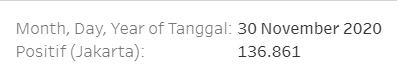 Month, Day, Year of Tanggal: 30 November 2020
Positif (Jakarta): 136.861